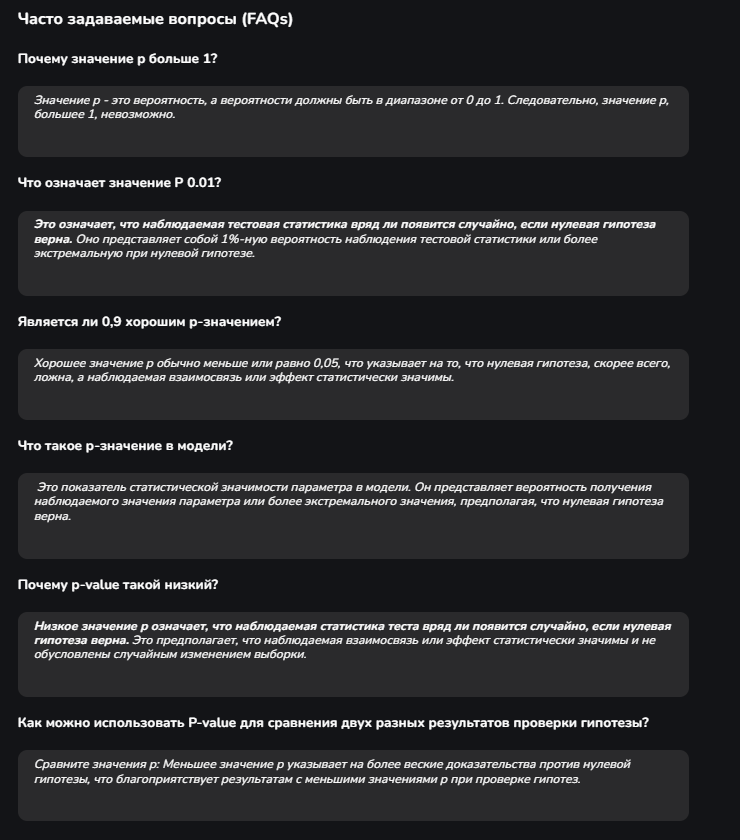 Часто задаваемые вопросы (FAQs)
Почему значение p больше 1?
Значение p - это вероятность, а вероятности должны быть в диапазоне от 0 до 1. Следовательно, значение p,
большее 1, невозможно.
Что означает значение P 0.01?
Это означает, что наблюдаемая тестовая статистика вряд ли появится случайно, если нулевая гипотеза
верна. Оно представляет собой 1%-ную вероятность наблюдения тестовой статистики или более
экстремальную при нулевой гипотезе.
Является ли 0,9 хорошим p-значением?
Хорошее значение p обычно меньше или равно 0,05, что указывает на то, что нулевая гипотеза, скорее всего,
ложна, а наблюдаемая взаимосвязь или эффект статистически значимы.
Что такое p-значение в модели?
Это показатель статистической значимости параметра в модели. Он представляет вероятность получения
наблюдаемого значения параметра или более экстремального значения, предполагая, что нулевая гипотеза
верна.
Почему p-value такой низкий?
Низкое значение p означает, что наблюдаемая статистика теста вряд ли появится случайно, если нулевая
гипотеза верна. Это предполагает, что наблюдаемая взаимосвязь или эффект статистически значимы и не
обусловлены случайным изменением выборки.
Как можно использовать P-value для сравнения двух разных результатов проверки гипотезы?
Сравните значения p: Меньшее значение p указывает на более веские доказательства против нулевой
гипотезы, что благоприятствует результатам с меньшими значениями p при проверке гипотез.